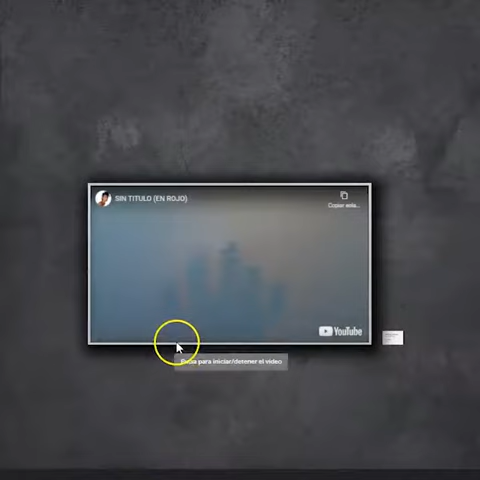 SIN TITULO (EN ROJO)
Copiar enla...
YouTube
Pulsa para iniciar/detener el video